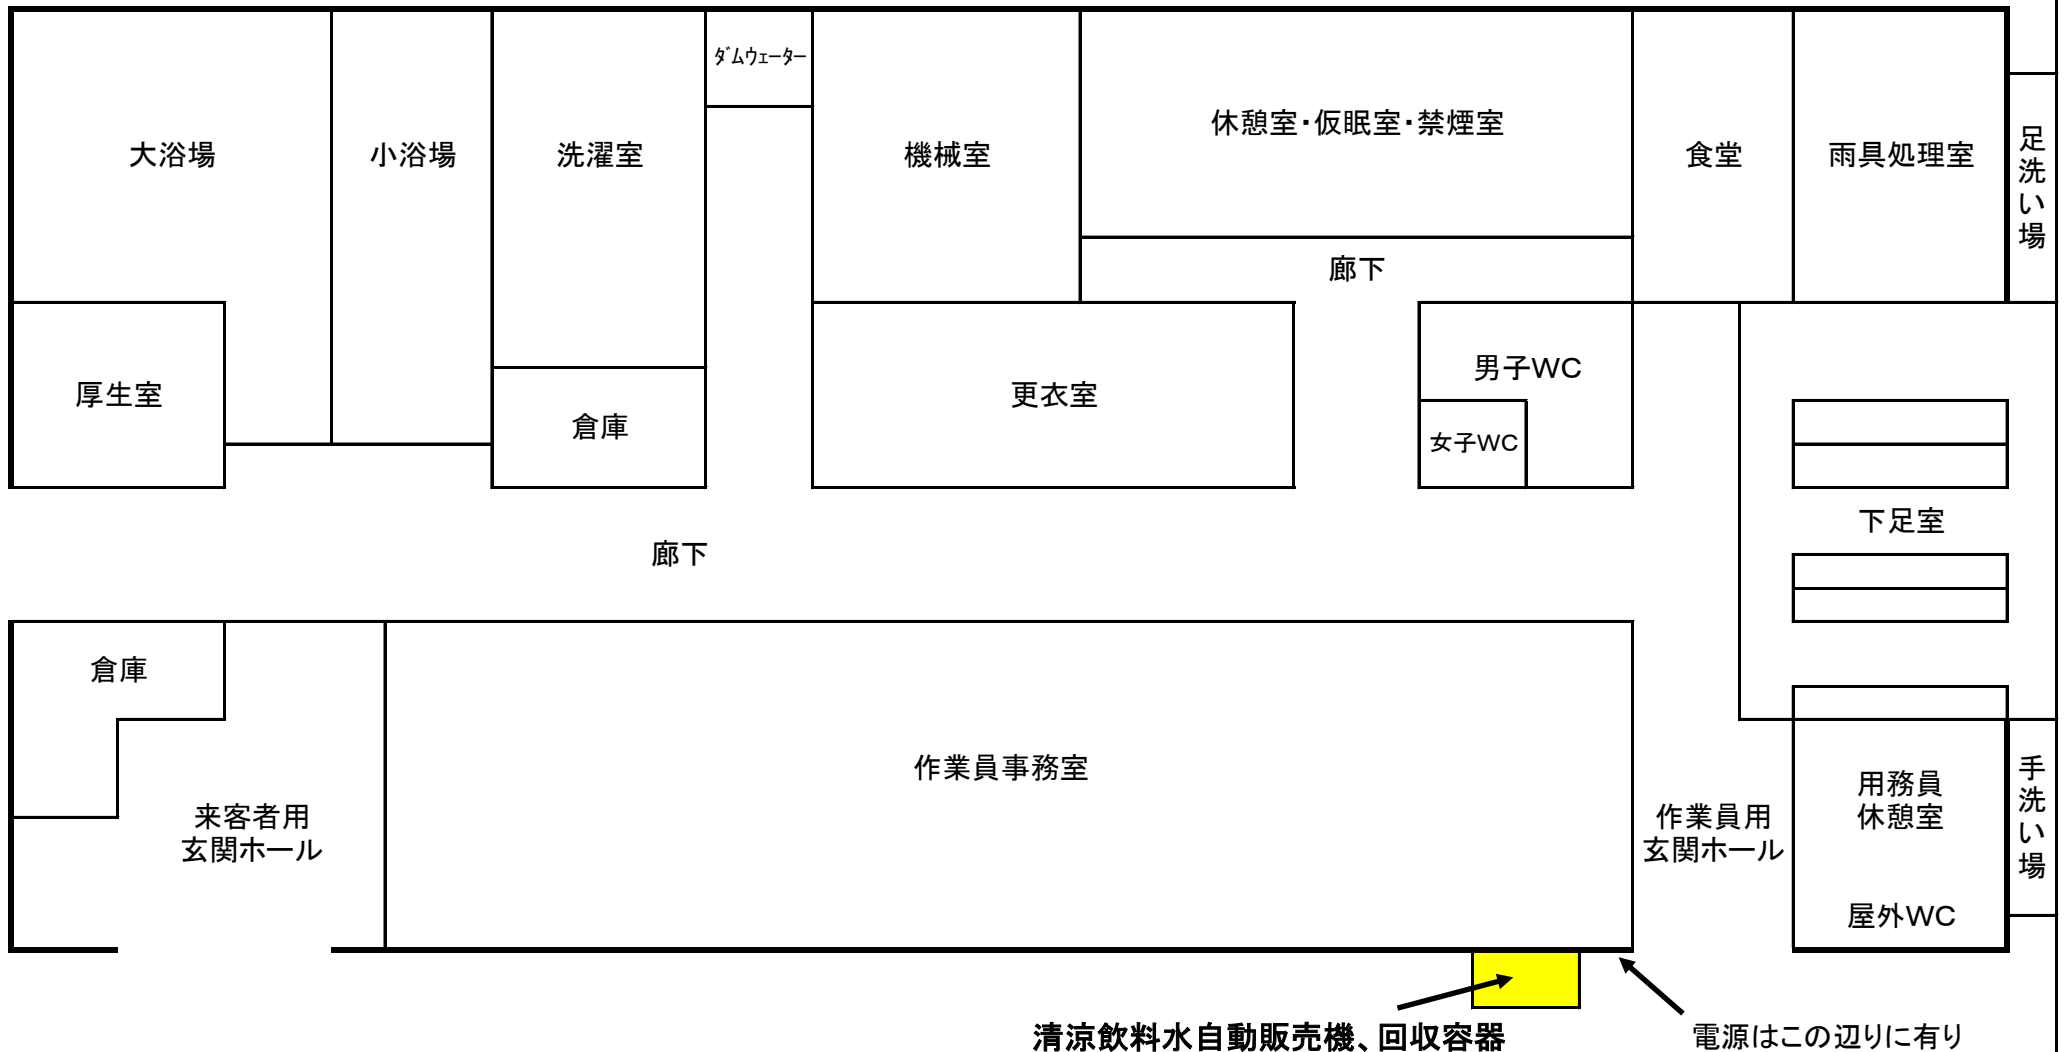 ﾀﾞﾑｳｪｰﾀｰ
大浴場
小浴場
洗濯室
機械室
休憩室・仮眠室・禁煙室
食堂
雨具処理室
足洗い場
廊下
厚生室
倉庫
更衣室
男子WC
女子WC
下足室
廊下
倉庫
作業員事務室
来客者用
玄関ホール
作業員用
玄関ホール
用務員
休憩室
屋外WC
手洗い場
清涼飲料水自動販売機、回収容器
電源はこの辺りに有り